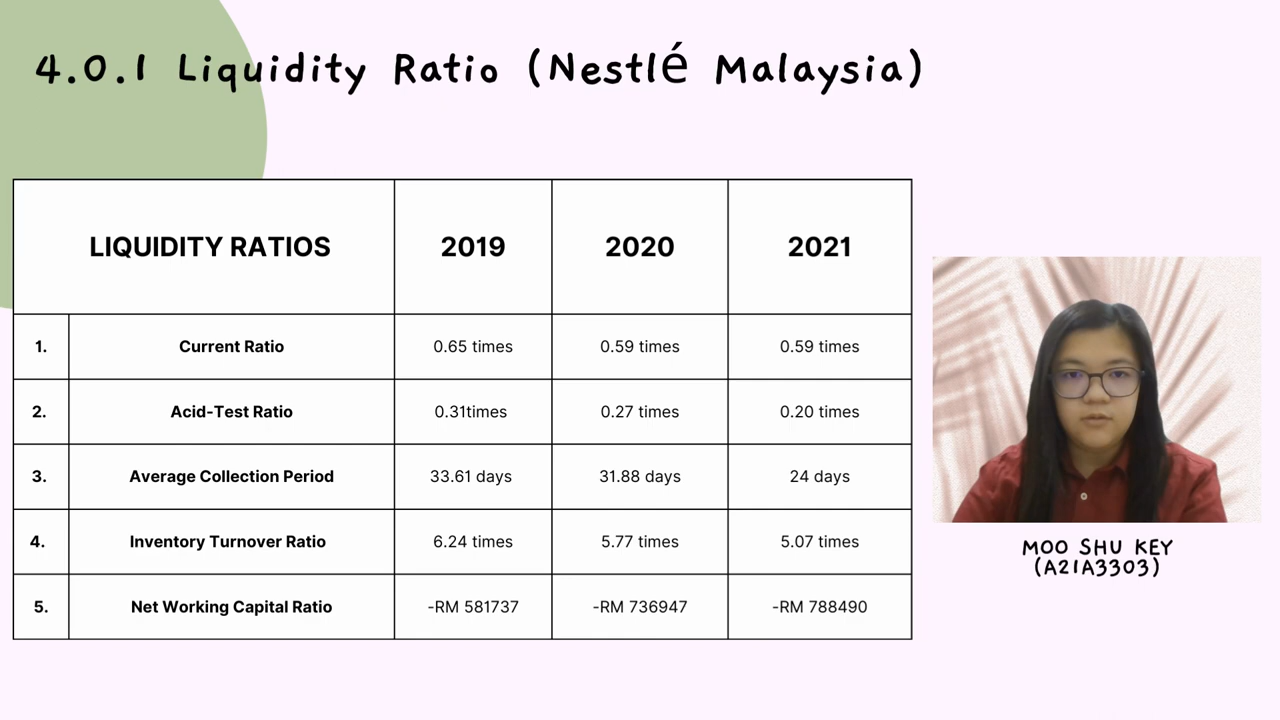 4.0.1 Liquidity Ratio (Nestlé Malaysia)
LIQUIDITY RATIOS 2019 2020 2021
1. Current Ratio 0.65 times 0.59 times 0.59 times
2. Acid-Test Ratio 0.31times 0.27 times 0.20 times
3. Average Collection Period 33.61 days 31.88 days 24 days
4. Inventory Turnover Ratio 6.24 times 5.77 times 5.07 times
5. Net Working Capital Ratio -RM 581737 -RM 736947 -RM 788490
MOO SHU KEY
(A21A3303)